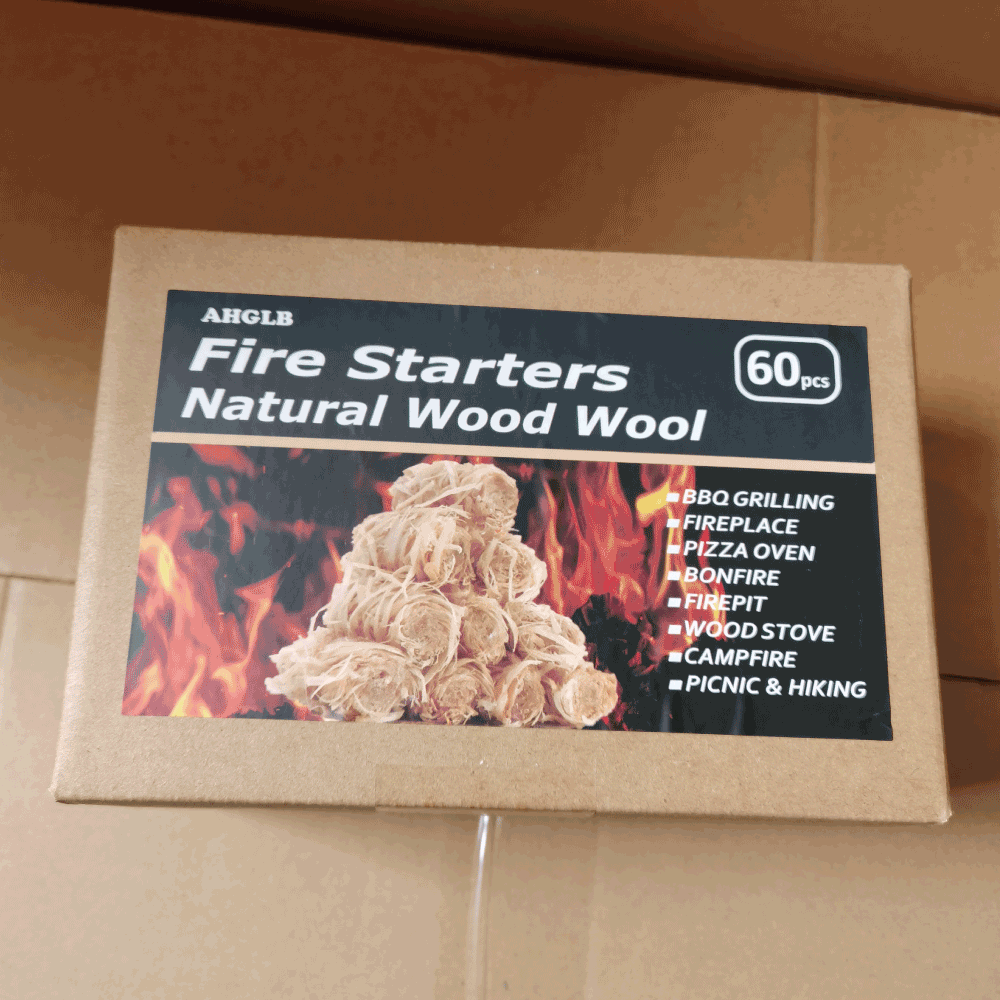 AHGLB
Fire Starters
60pcs
Natural Wood Wool
BBQ GRILLING
FIREPLACE
PIZZA OVEN
BONFIRE
FIREPIT
WOOD STOVE
CAMPFIRE
PICNIC & HIKING